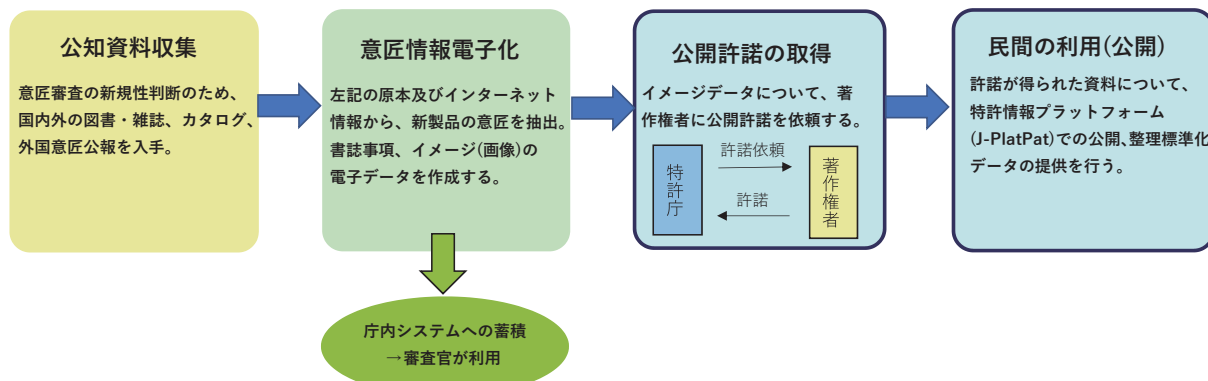 公知資料収集
意匠審査の新規性判断のため、
国内外の図書・雑誌、カタログ、
外国意匠公報を入手。
意匠情報電子化
左記の原本及びインターネット
情報から、新製品の意匠を抽出。
書誌事項、イメージ(画像)の
電子データを作成する。
庁内システムへの蓄積
→審査官が利用
公開許諾の取得
イメージデータについて、著
作権者に公開許諾を依頼する。
特許庁
許諾依頼
許諾
著作権者
民間の利用(公開)
許諾が得られた資料について、
特許情報プラットフォーム
(J-PlatPat)での公開、整理標準化
データの提供を行う。